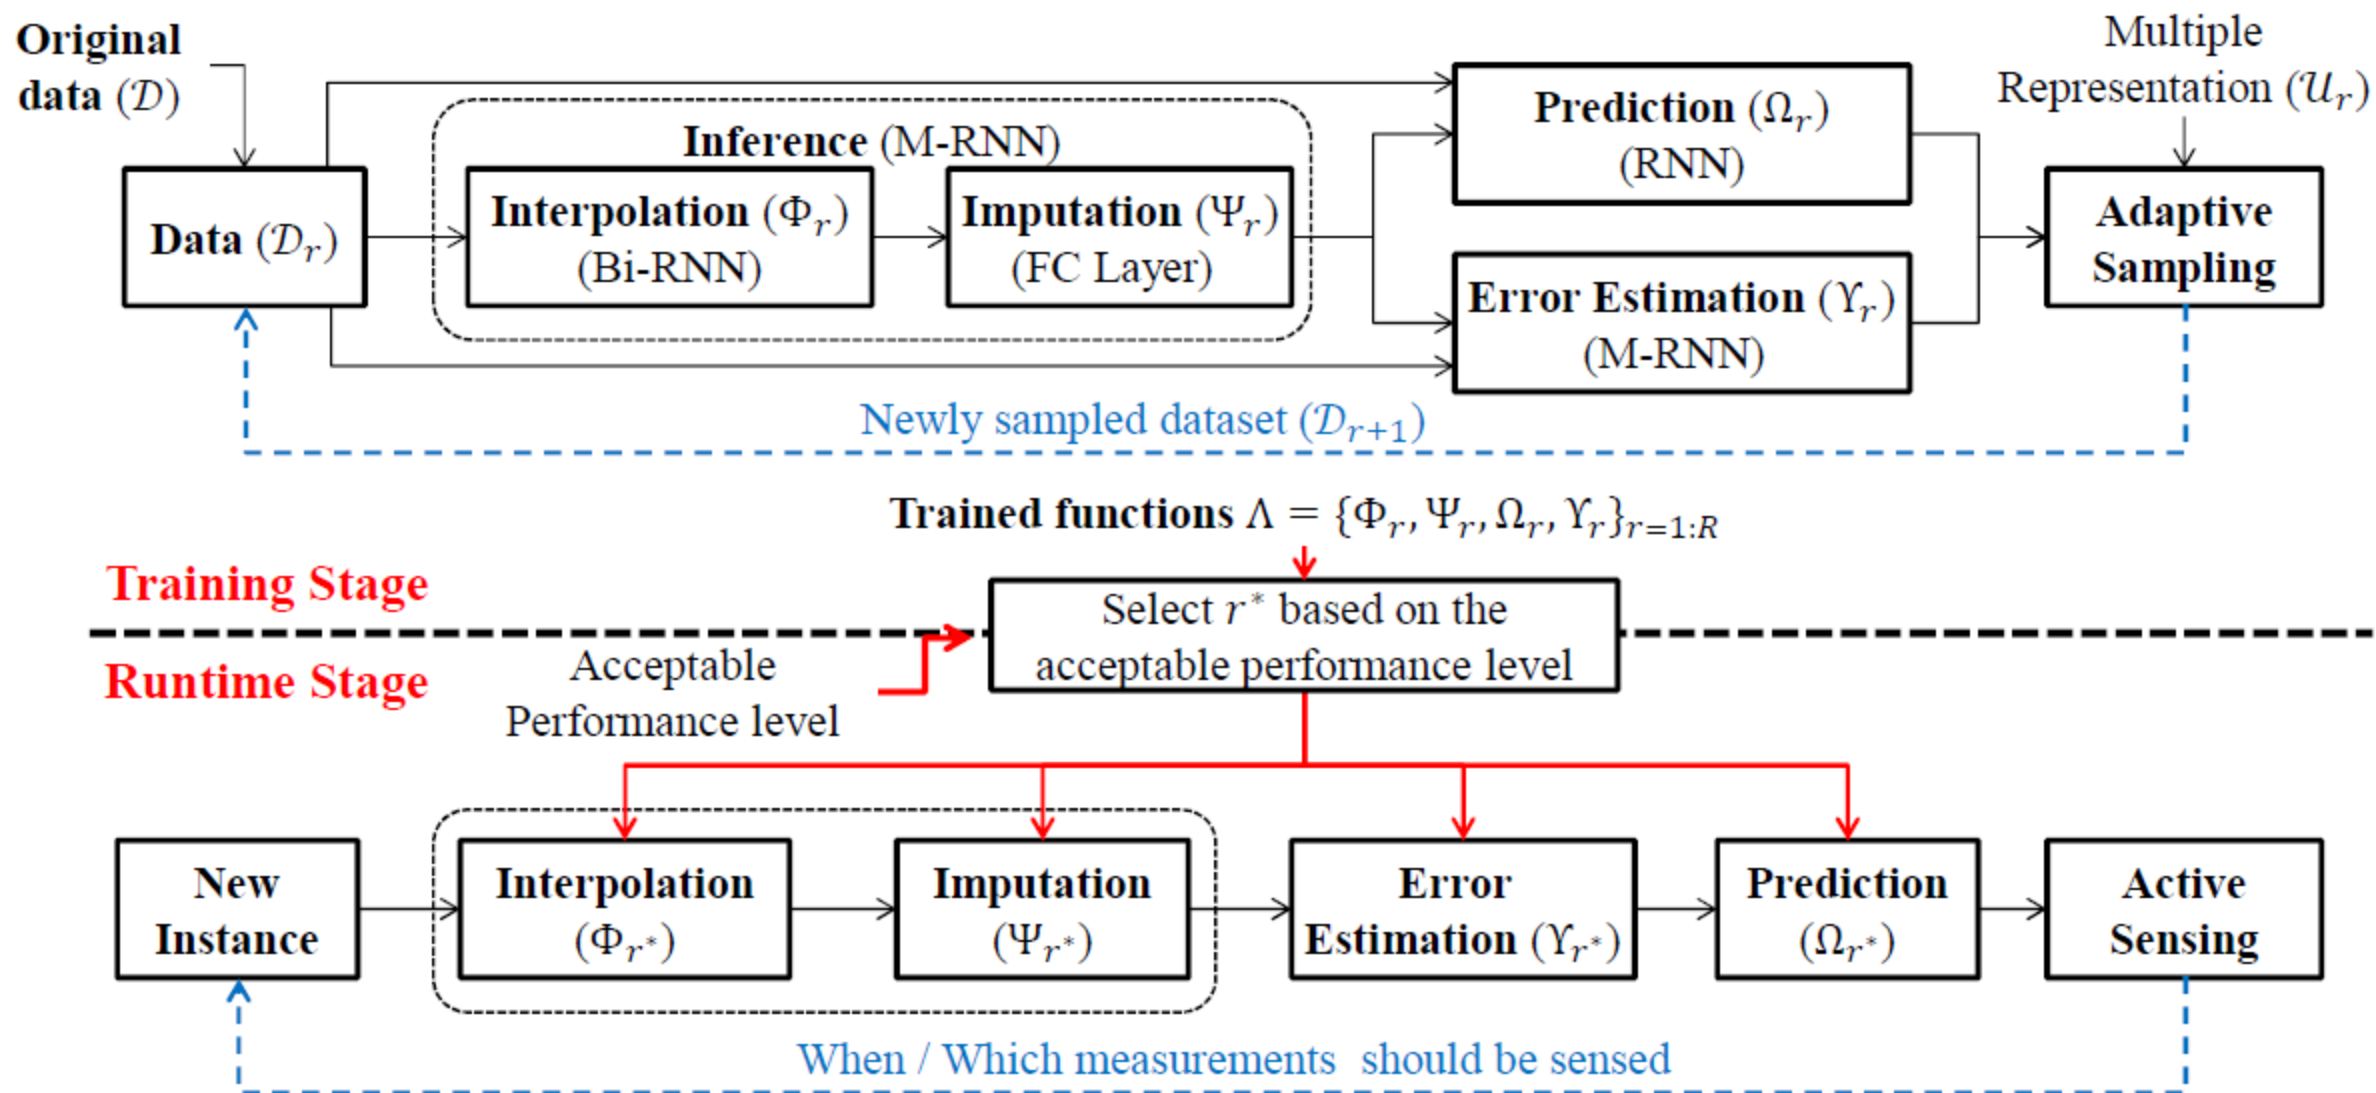 Original
data (𝒟)
Multiple
Representation (𝒰ᵣ)
Inference (M-RNN)
Data (𝒟ᵣ)
Interpolation (Φᵣ)
(Bi-RNN)
Imputation (Ψᵣ)
(FC Layer)
Prediction (Ωᵣ)
(RNN)
Error Estimation (ϒᵣ)
(M-RNN)
Adaptive
Sampling
Newly sampled dataset (𝒟ᵣ₊₁)
Trained functions Λ = {Φᵣ, Ψᵣ, Ωᵣ, ϒᵣ}ᵣ₌₁:R
Training Stage
Select r* based on the
acceptable performance level
Runtime Stage
Acceptable
Performance level
New
Instance
Interpolation
(Φᵣ*)
Imputation
(Ψᵣ*)
Error
Estimation (ϒᵣ*)
Prediction
(Ωᵣ*)
Active
Sensing
When / Which measurements should be sensed